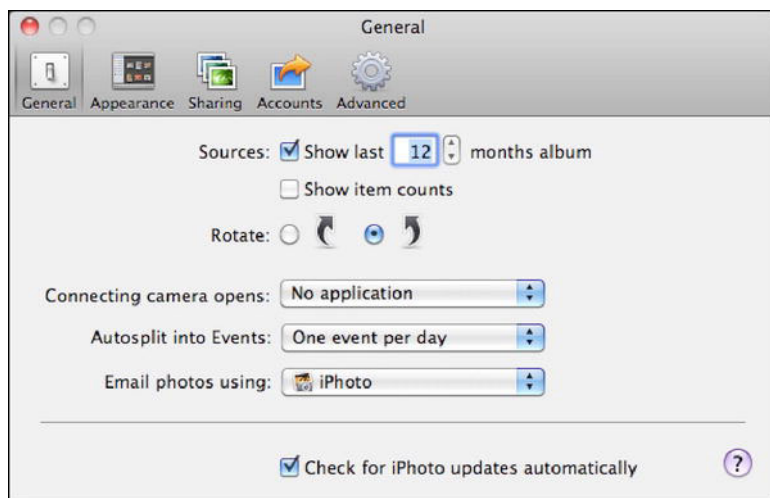 General
General Appearance Sharing Accounts Advanced
Sources: Show last 12 months album
Show item counts
Rotate:
Connecting camera opens: No application
Autosplit into Events: One event per day
Email photos using: iPhoto
Check for iPhoto updates automatically ?